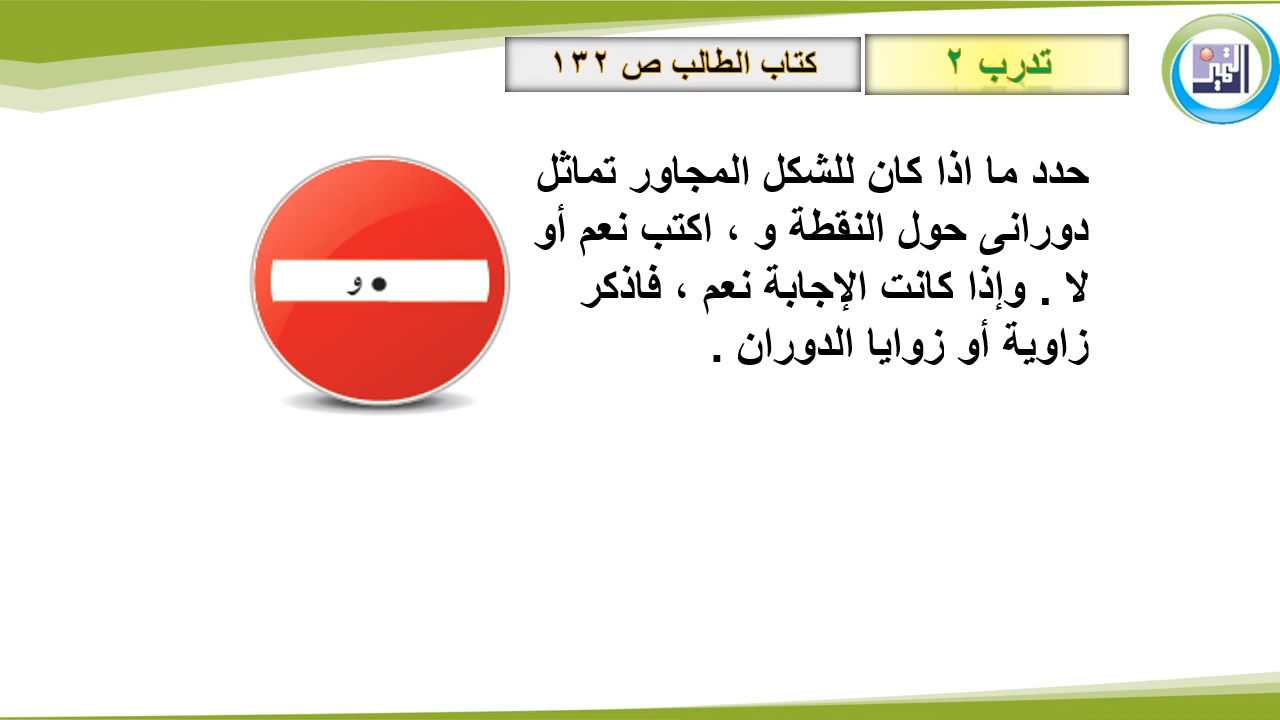 تدرب ٢
كتاب الطالب ص ١٣٢
التميز
حدد ما اذا كان للشكل المجاور تماثل
دورانى حول النقطة و ، اكتب نعم أو
لا . وإذا كانت الإجابة نعم ، فاذكر
زاوية أو زوايا الدوران .
و